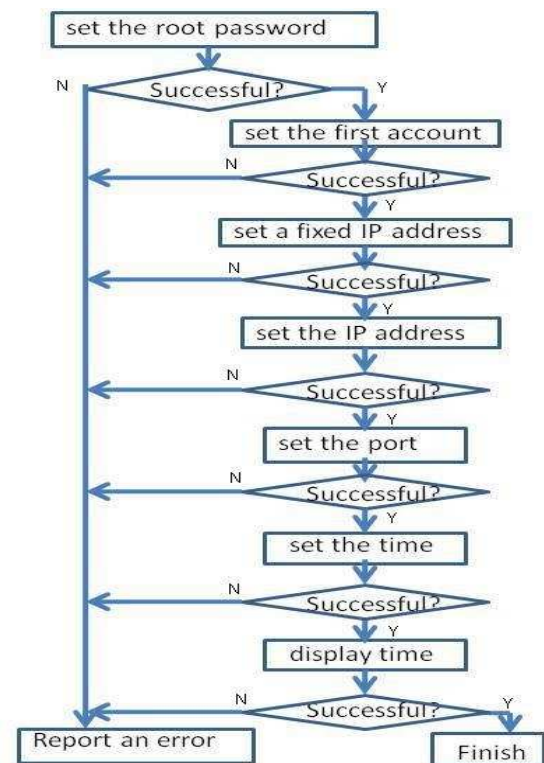 set the root password
N
Successful?
Y
set the first account
N
Successful?
Y
set a fixed IP address
N
Successful?
Y
set the IP address
N
Successful?
Y
set the port
N
Successful?
Y
set the time
N
Successful?
Y
display time
N
Successful?
Y
Report an error
Finish